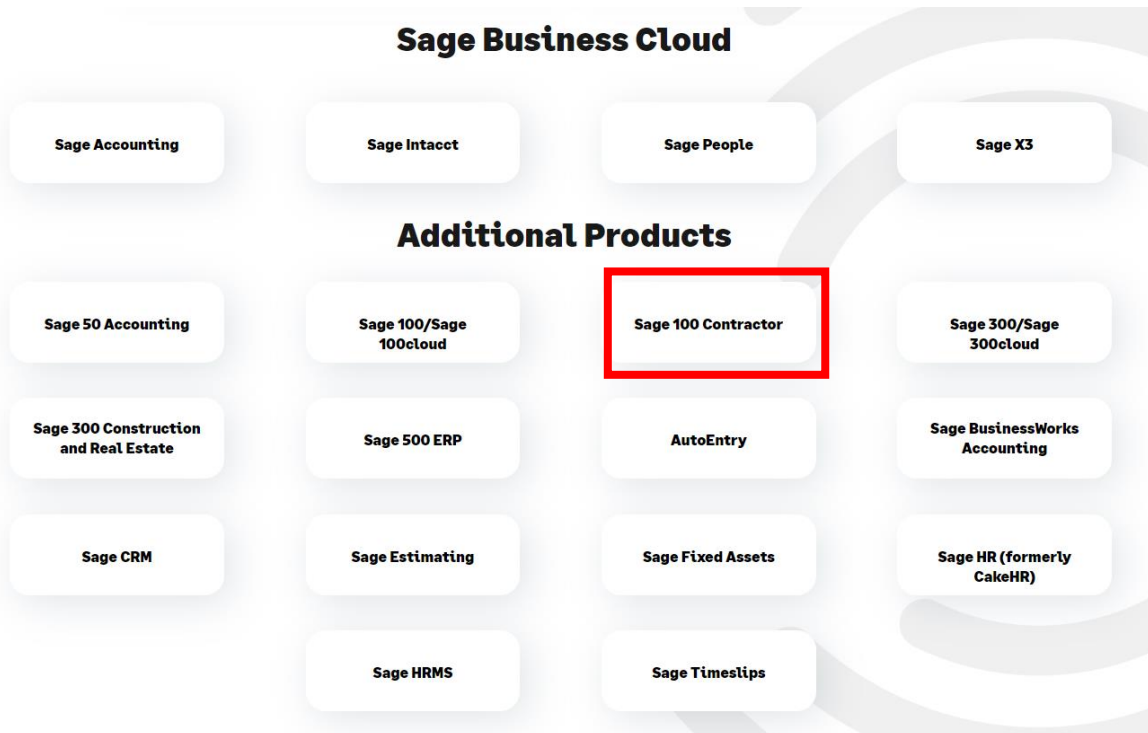 Sage Business Cloud
Sage Accounting
Sage Intacct
Sage People
Sage X3
Additional Products
Sage 50 Accounting
Sage 100/Sage
100cloud
Sage 100 Contractor
Sage 300/Sage
300cloud
Sage 300 Construction
and Real Estate
Sage 500 ERP
AutoEntry
Sage BusinessWorks
Accounting
Sage CRM
Sage Estimating
Sage Fixed Assets
Sage HR (formerly
CakeHR)
Sage HRMS
Sage Timeslips